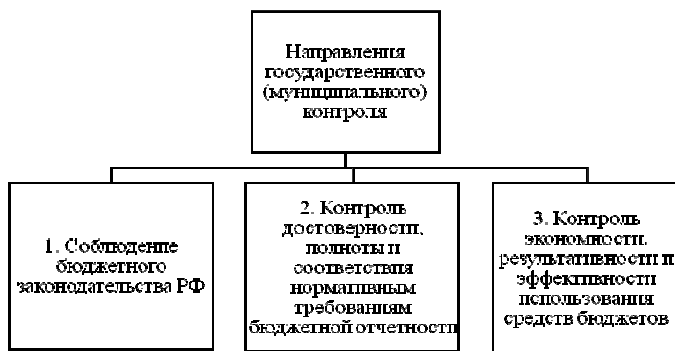 Направления
государственного
(муниципального)
контроля
1. Соблюдение
бюджетного
законодательства РФ
2. Контроль
достоверности,
полноты и
соответствия
нормативным
требованиям
бюджетной отчетности
3. Контроль
экономности,
результативности и
эффективности
использования
средств бюджетов